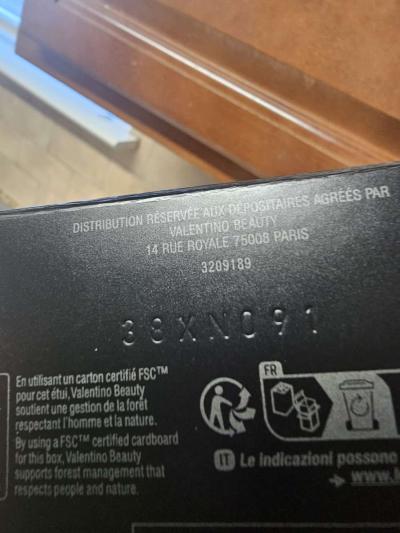 DISTRIBUTION RÉSERVÉE AUX DÉPOSITAIRES AGRÉÉS PAR
VALENTINO BEAUTY
14 RUE ROYALE 75008 PARIS
3209189
38XN091
En utilisant un carton certifié FSC™
pour cet étui, Valentino Beauty
soutient une gestion de la forêt
respectant l'homme et la nature.
By using a FSC™ certified cardboard
for this box, Valentino Beauty
supports forest management that
respects people and nature.
FR
IT Le indicazioni possono